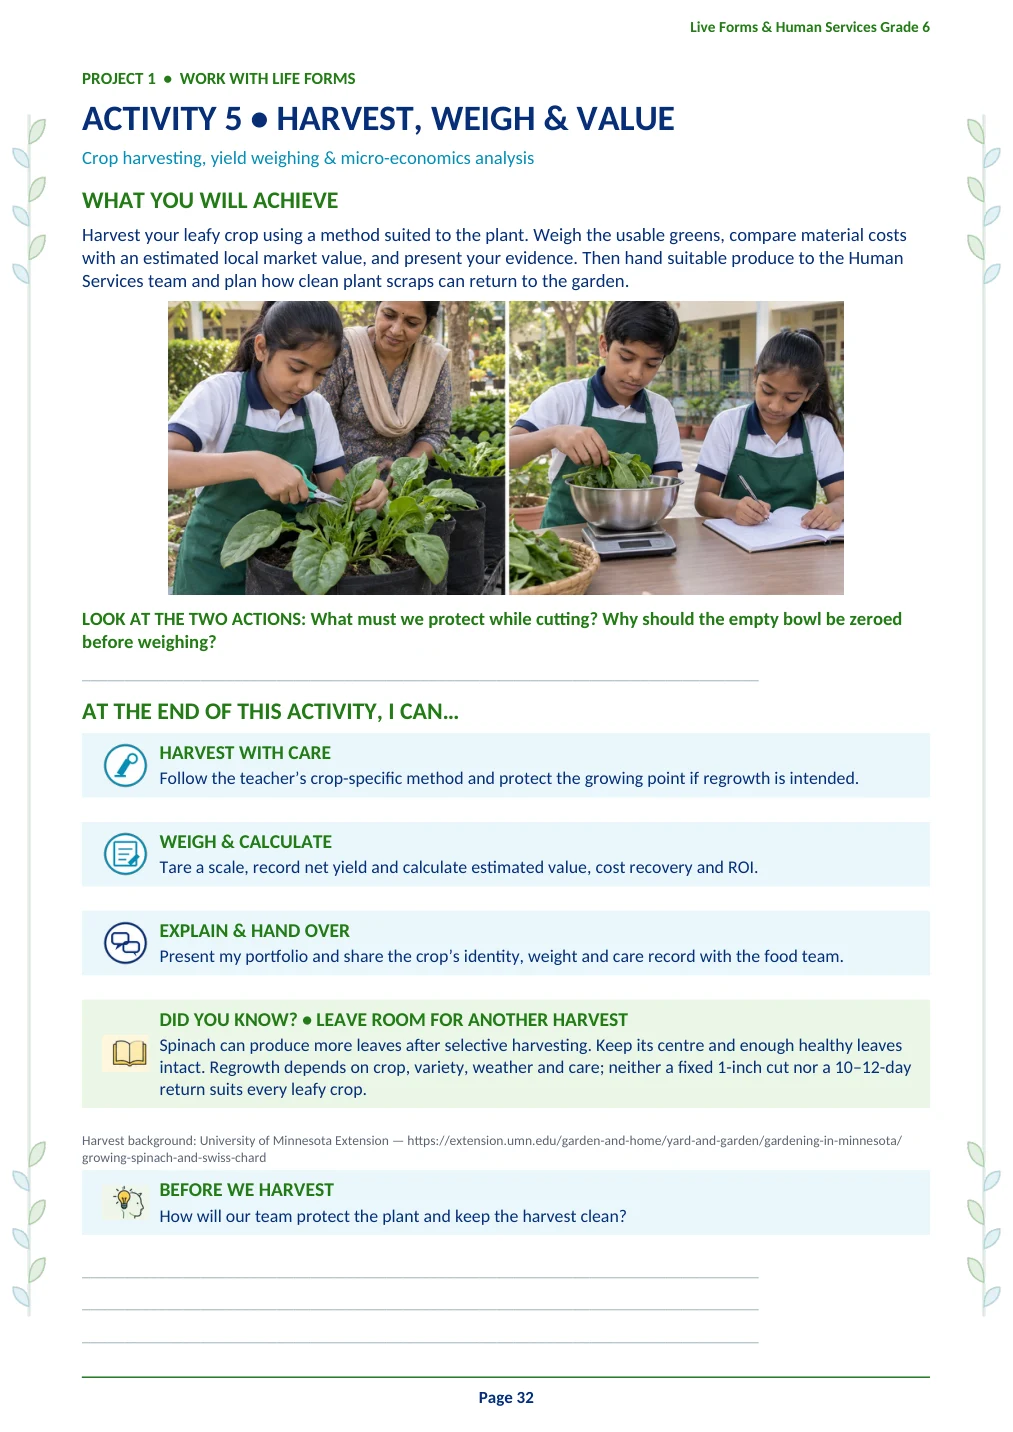 Live Forms & Human Services Grade 6
PROJECT 1 ● WORK WITH LIFE FORMS
ACTIVITY 5 ● HARVEST, WEIGH & VALUE
Crop harvesting, yield weighing & micro-economics analysis
WHAT YOU WILL ACHIEVE
Harvest your leafy crop using a method suited to the plant. Weigh the usable greens, compare material costs
with an estimated local market value, and present your evidence. Then hand suitable produce to the Human
Services team and plan how clean plant scraps can return to the garden.
LOOK AT THE TWO ACTIONS: What must we protect while cutting? Why should the empty bowl be zeroed
before weighing?
AT THE END OF THIS ACTIVITY, I CAN...
HARVEST WITH CARE
Follow the teacher's crop-specific method and protect the growing point if regrowth is intended.
WEIGH & CALCULATE
Tare a scale, record net yield and calculate estimated value, cost recovery and ROI.
EXPLAIN & HAND OVER
Present my portfolio and share the crop's identity, weight and care record with the food team.
DID YOU KNOW? ● LEAVE ROOM FOR ANOTHER HARVEST
Spinach can produce more leaves after selective harvesting. Keep its centre and enough healthy leaves
intact. Regrowth depends on crop, variety, weather and care; neither a fixed 1-inch cut nor a 10–12-day
return suits every leafy crop.
Harvest background: University of Minnesota Extension — https://extension.umn.edu/garden-and-home/yard-and-garden/gardening-in-minnesota/
growing-spinach-and-swiss-chard
BEFORE WE HARVEST
How will our team protect the plant and keep the harvest clean?
Page 32